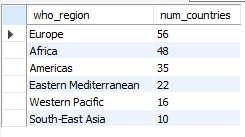 who_region num_countries
Europe 56
Africa 48
Americas 35
Eastern Mediterranean 22
Western Pacific 16
South-East Asia 10